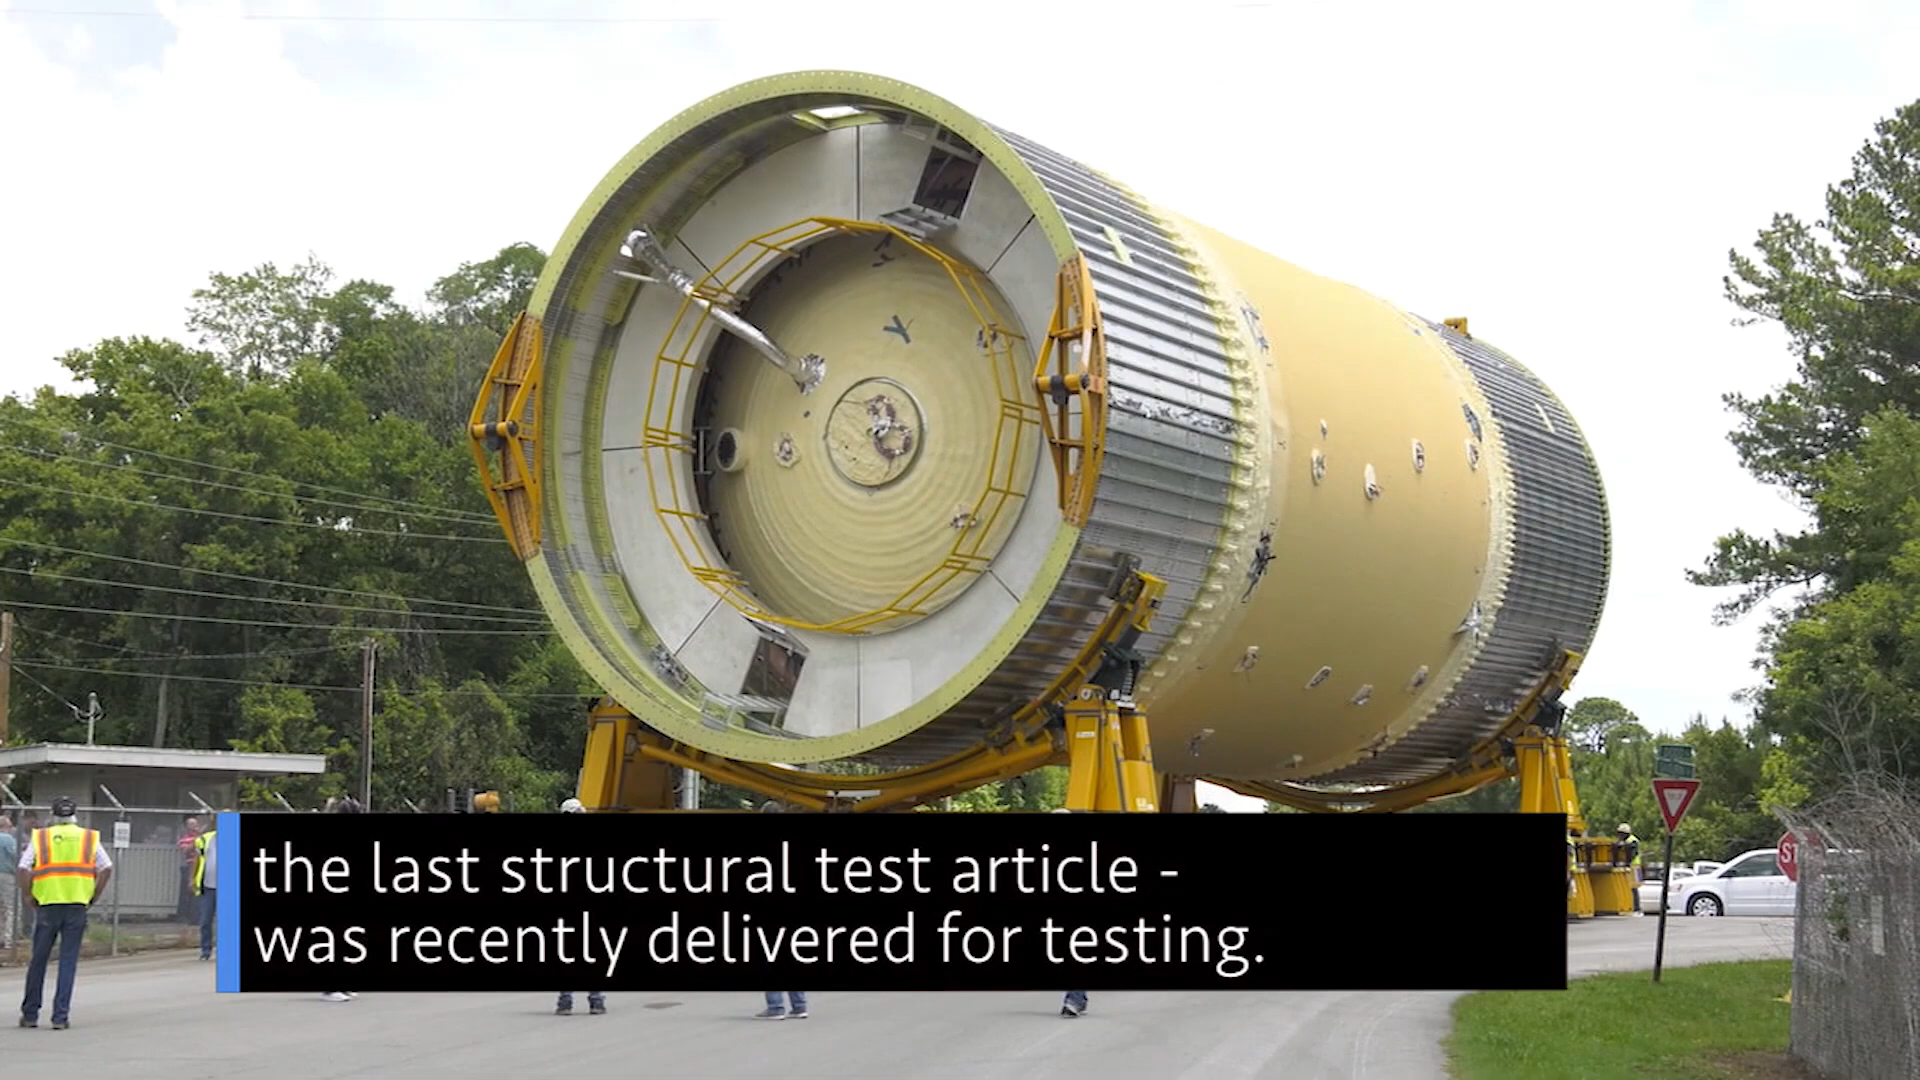 the last structural test article -
was recently delivered for testing.